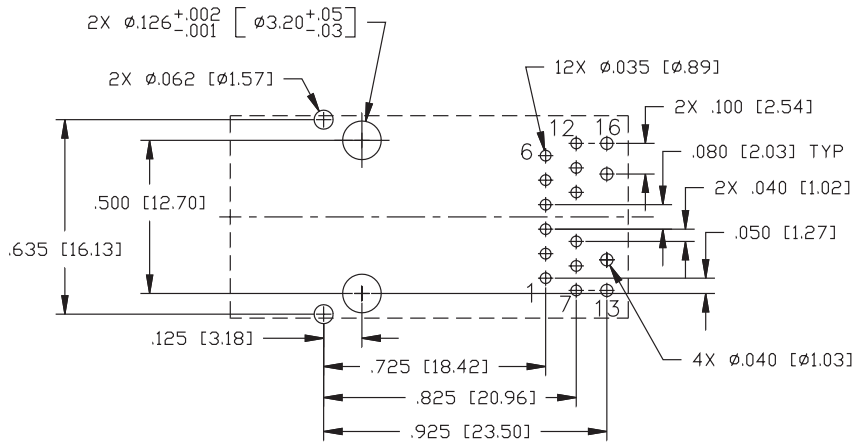 2X ⌀.126 +.002 -.001 [ ⌀3.20 +.05 -.03 ]
2X ⌀.062 [⌀1.57]
12X ⌀.035 [⌀.89]
2X .100 [2.54]
12
16
6
.080 [2.03] TYP
2X .040 [1.02]
.500 [12.70]
.050 [1.27]
.635 [16.13]
1
7
13
.125 [3.18]
4X ⌀.040 [⌀1.03]
.725 [18.42]
.825 [20.96]
.925 [23.50]